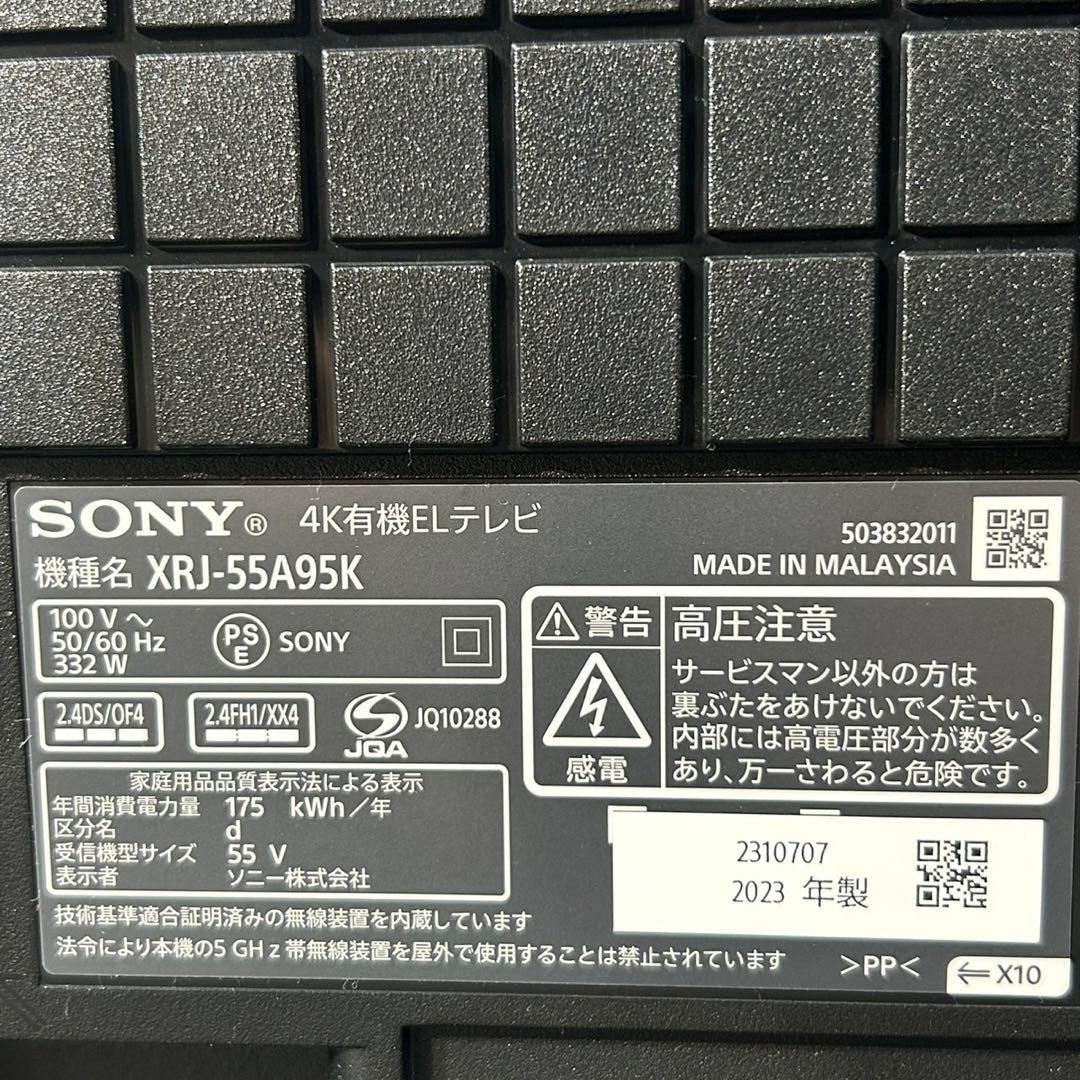 SONY® 4K有機ELテレビ
機種名 XRJ-55A95K
503832011
MADE IN MALAYSIA
100 V ～
50/60 Hz
332 W
PSE SONY
2.4DS/OF4
2.4FH1/XX4
JQA JQ10288
家庭用品品質表示法による表示
年間消費電力量 175 kWh／年
区分名 d
受信機型サイズ 55 V
表示者 ソニー株式会社
技術基準適合証明済みの無線装置を内蔵しています
法令により本機の5 GHz帯無線装置を屋外で使用することは禁止されています
警告
感電
高圧注意
サービスマン以外の方は
裏ぶたをあけないでください。
内部には高電圧部分が数多く
あり、万一さわると危険です。
2310707
2023 年製
>PP<
⇐ X10